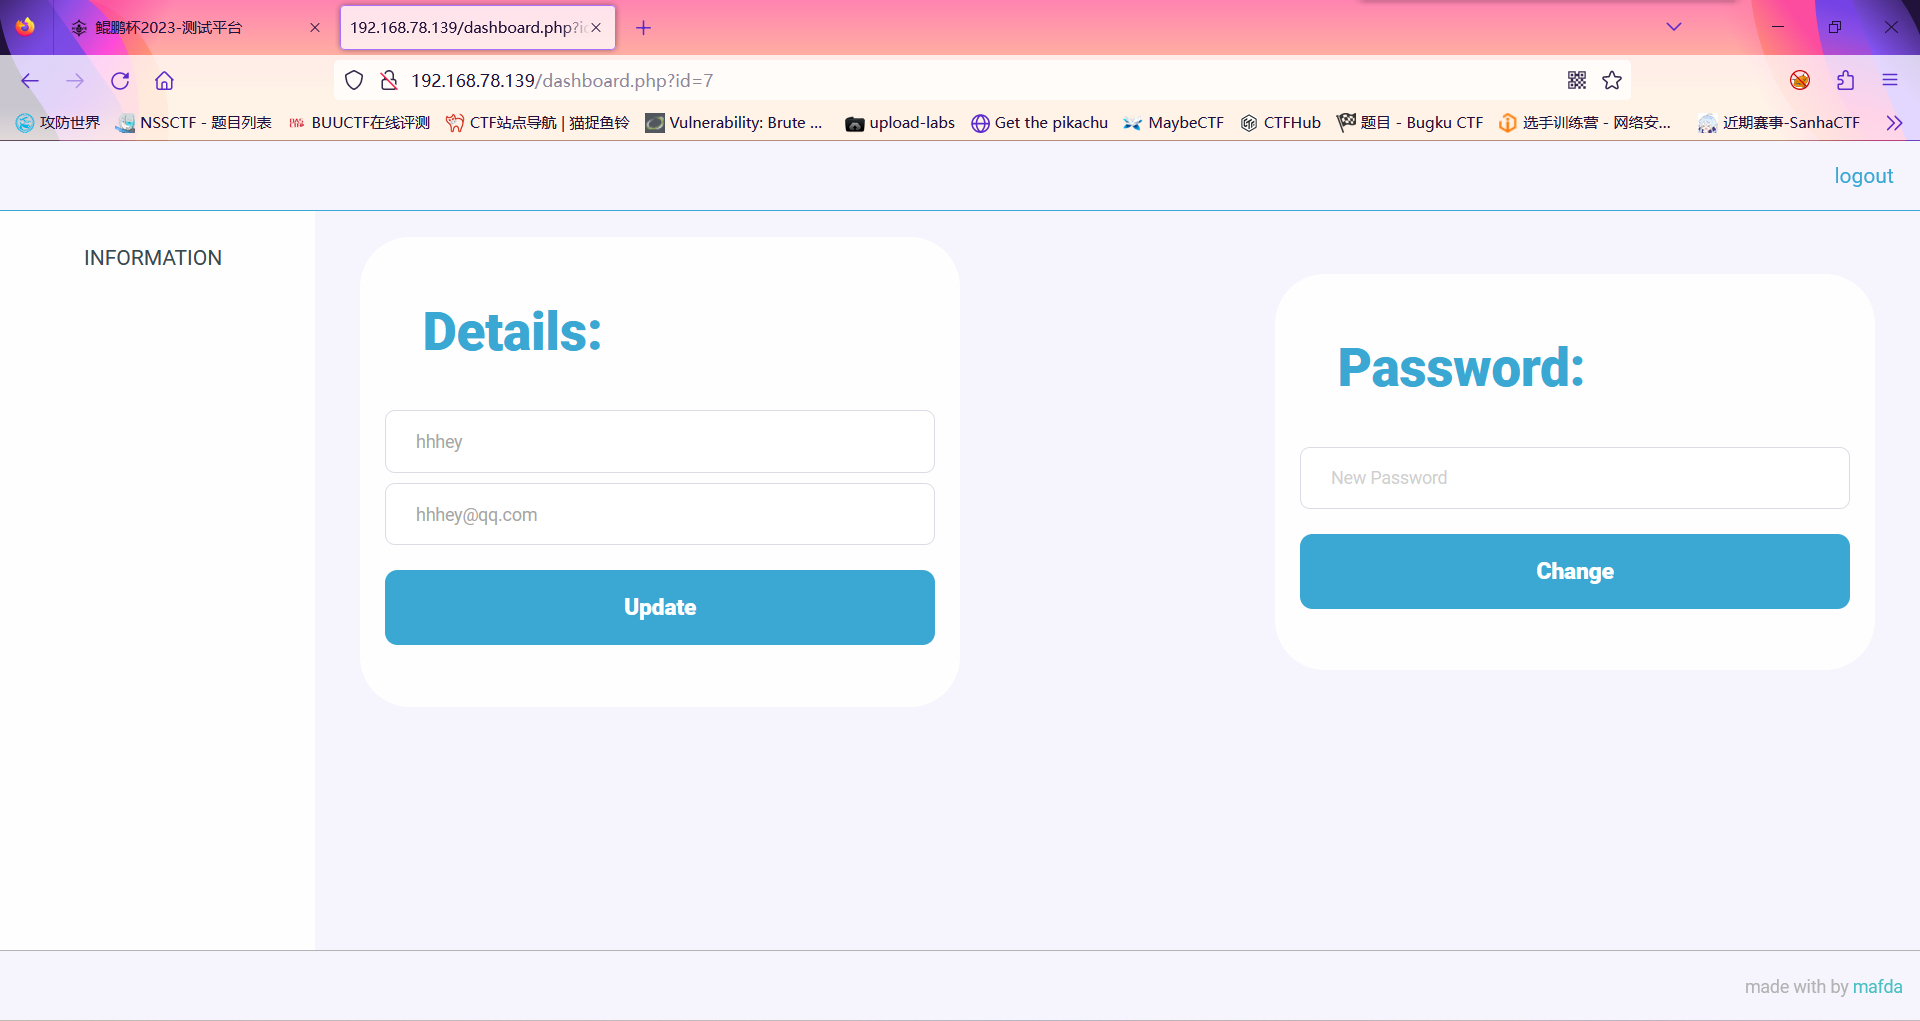 鲲鹏杯2023-测试平台
192.168.78.139/dashboard.php?id
192.168.78.139/dashboard.php?id=7
攻防世界 NSSCTF - 题目列表 BUUCTF在线评测 CTF站点导航 | 猫捉鱼铃 Vulnerability: Brute ... upload-labs Get the pikachu MaybeCTF CTFHub 题目 - Bugku CTF 选手训练营 - 网络安... 近期赛事-SanhaCTF
logout
INFORMATION
Details:
hhhey
hhhey@qq.com
Update
Password:
New Password
Change
made with by mafda